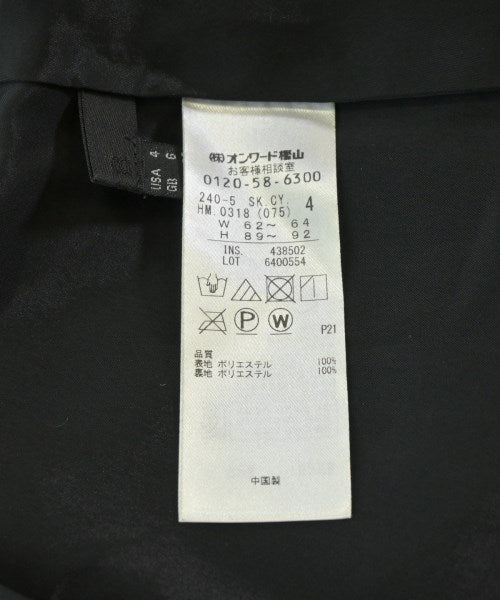 ㈱オンワード樫山
お客様相談室
0120-58-6300
240-5 SK.CY. 4
HM.0318 (075)
W 62～ 64
H 89～ 92
INS. 438502
LOT 6400554
P
W
P21
品質
表地 ポリエステル 100%
裏地 ポリエステル 100%
中国製
USA 4
GB 6